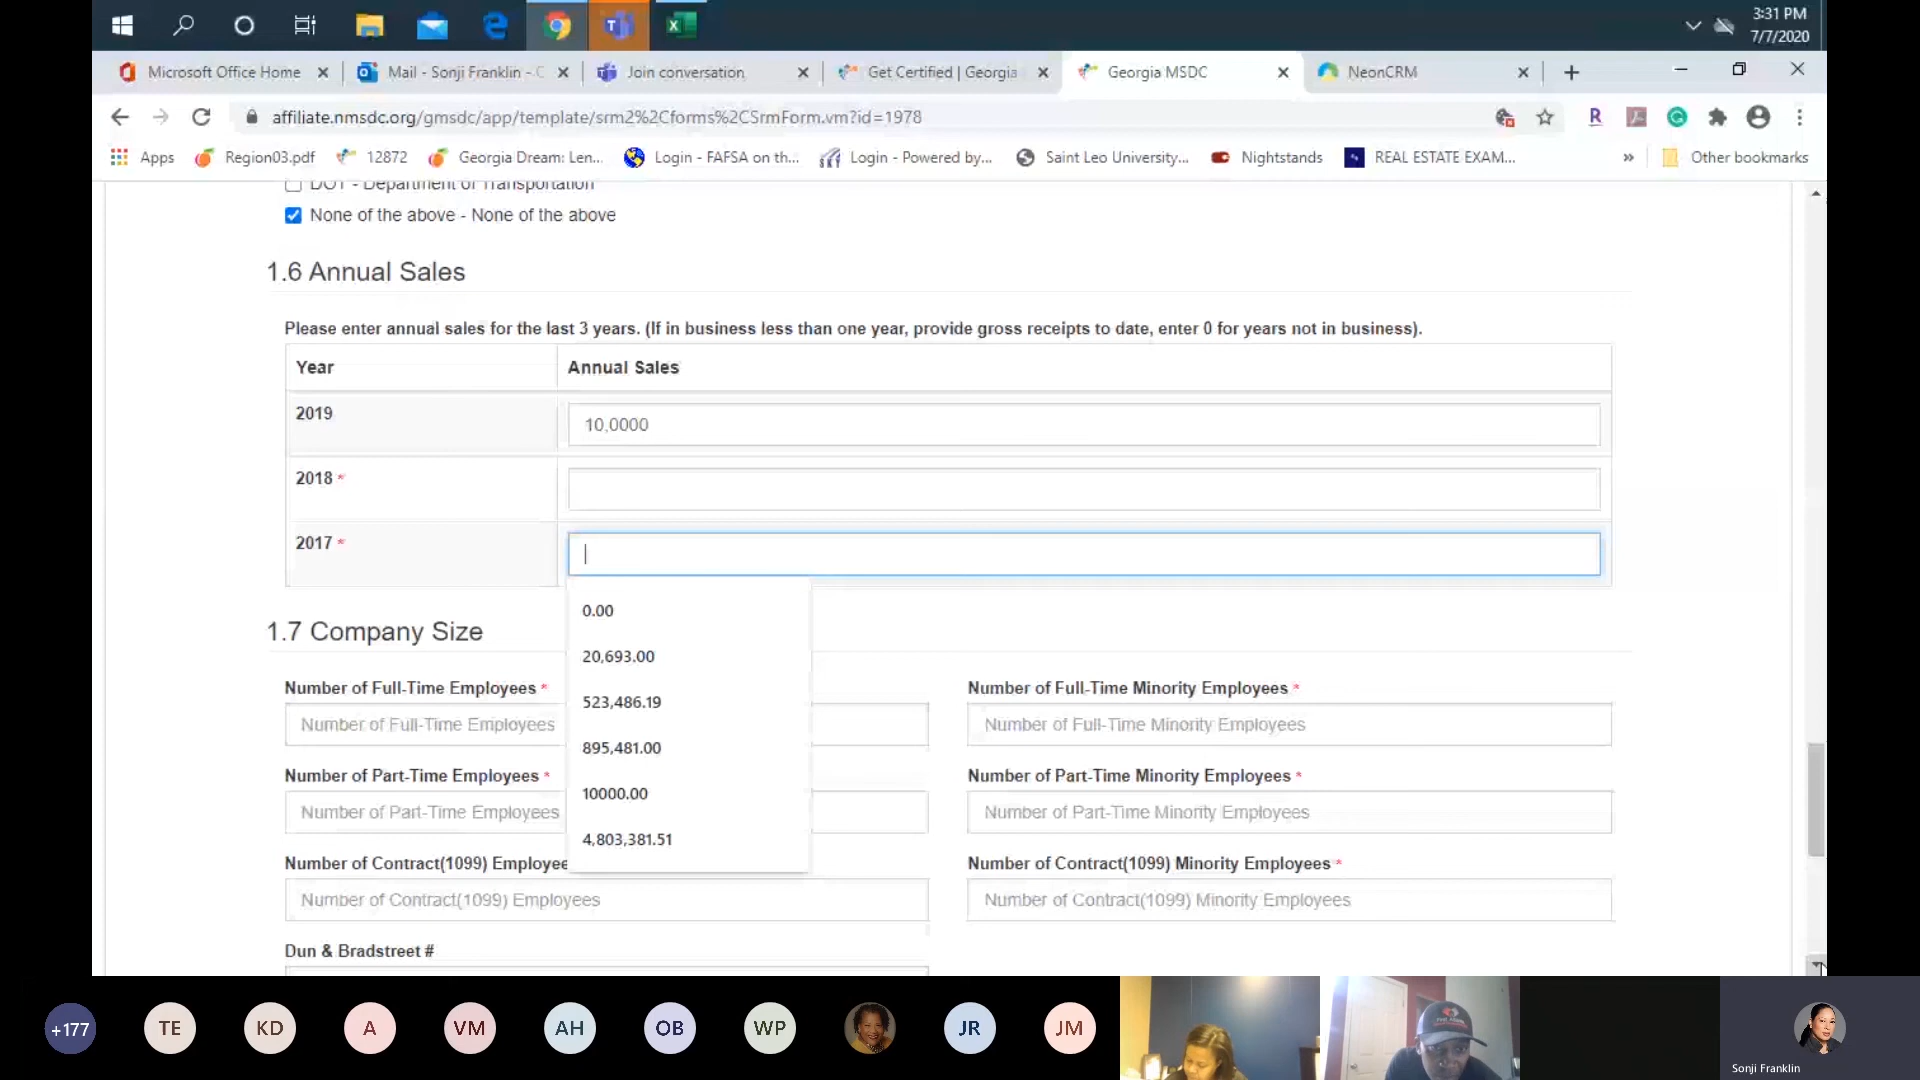 3:31 PM
7/7/2020
Microsoft Office Home
Mail - Sonji Franklin - C
Join conversation
Get Certified | Georgia
Georgia MSDC
NeonCRM
affiliate.nmsdc.org/gmsdc/app/template/srm2%2Cforms%2CSrmForm.vm?id=1978
Apps
Region03.pdf
12872
Georgia Dream: Len...
Login - FAFSA on th...
Login - Powered by...
Saint Leo University...
Nightstands
REAL ESTATE EXAM...
»
Other bookmarks
DOT - Department of Transportation
None of the above - None of the above
1.6 Annual Sales
Please enter annual sales for the last 3 years. (If in business less than one year, provide gross receipts to date, enter 0 for years not in business).
Year
Annual Sales
2019
10,0000
2018 *
2017 *
0.00
20,693.00
523,486.19
895,481.00
10000.00
4,803,381.51
1.7 Company Size
Number of Full-Time Employees *
Number of Full-Time Employees
Number of Full-Time Minority Employees *
Number of Full-Time Minority Employees
Number of Part-Time Employees *
Number of Part-Time Employees
Number of Part-Time Minority Employees *
Number of Part-Time Minority Employees
Number of Contract(1099) Employee
Number of Contract(1099) Employees
Number of Contract(1099) Minority Employees *
Number of Contract(1099) Minority Employees
Dun & Bradstreet #
+177
TE
KD
A
VM
AH
OB
WP
JR
JM
Sonji Franklin